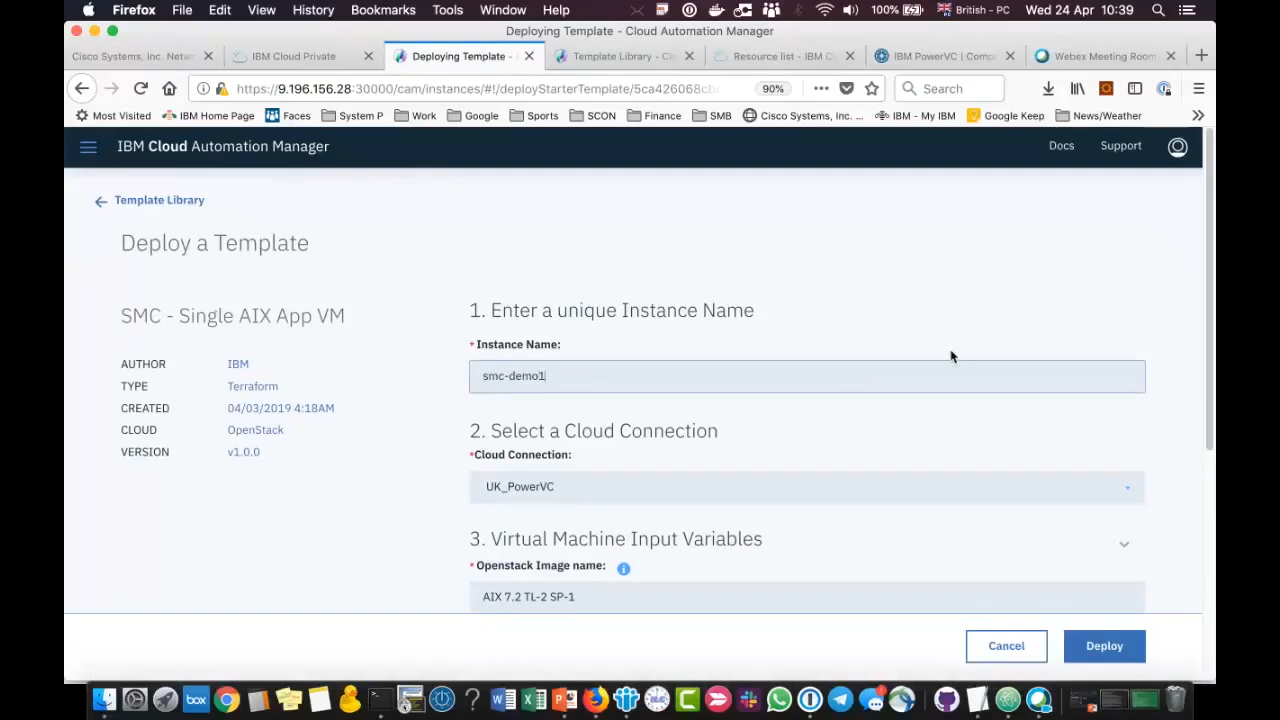 Firefox File Edit View History Bookmarks Tools Window Help 100% British - PC Wed 24 Apr 10:39
Deploying Template - Cloud Automation Manager
Cisco Systems, Inc. Netw IBM Cloud Private Deploying Template - Template Library - Cl Resource list - IBM C IBM PowerVC | Comp Webex Meeting Room
https://9.196.156.28:30000/cam/instances/#!/deployStarterTemplate/5ca426068cb 90% Search
Most Visited IBM Home Page Faces System P Work Google Sports SCON Finance SMB Cisco Systems, Inc. ... IBM - My IBM Google Keep News/Weather
IBM Cloud Automation Manager Docs Support
Template Library
Deploy a Template
SMC - Single AIX App VM
AUTHOR IBM
TYPE Terraform
CREATED 04/03/2019 4:18AM
CLOUD OpenStack
VERSION v1.0.0
1. Enter a unique Instance Name
* Instance Name:
smc-demo1
2. Select a Cloud Connection
*Cloud Connection:
UK_PowerVC
3. Virtual Machine Input Variables
* Openstack Image name:
AIX 7.2 TL-2 SP-1
Cancel Deploy
box